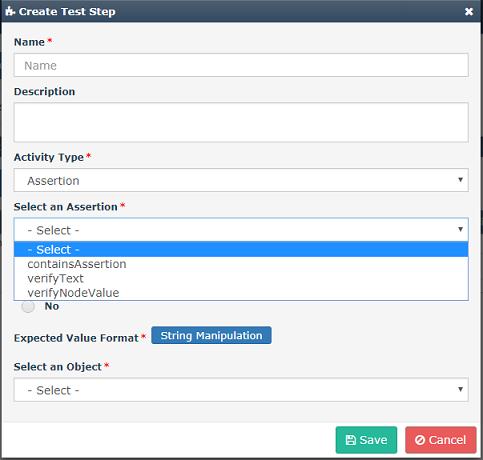 Create Test Step
Name *
Name
Description
Activity Type *
Assertion
Select an Assertion *
- Select -
- Select -
containsAssertion
verifyText
verifyNodeValue
No
Expected Value Format * String Manipulation
Select an Object *
- Select -
Save Cancel